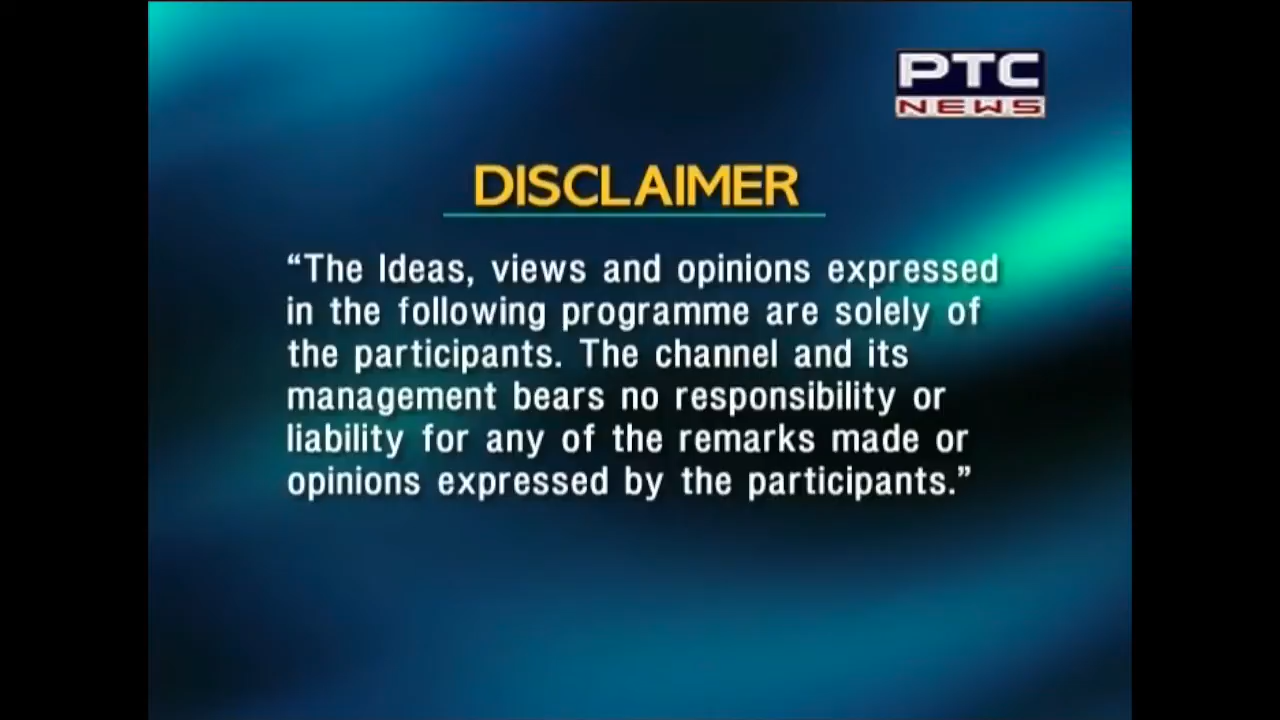 PTC
NEWS
DISCLAIMER
“The Ideas, views and opinions expressed
in the following programme are solely of
the participants. The channel and its
management bears no responsibility or
liability for any of the remarks made or
opinions expressed by the participants.”